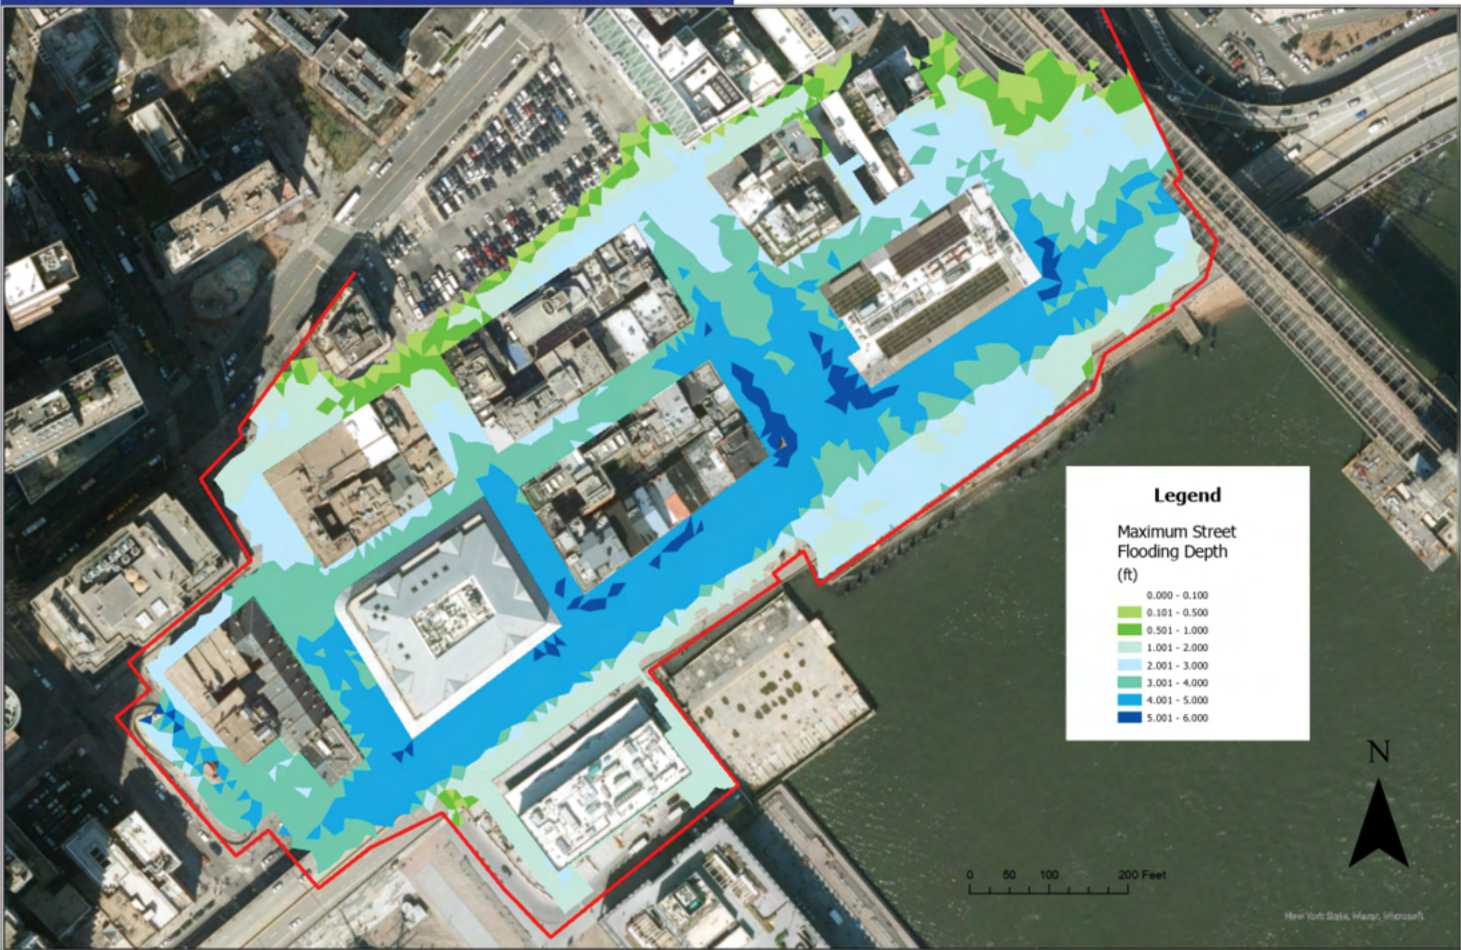 Legend
Maximum Street
Flooding Depth
(ft)
0.000 - 0.100
0.101 - 0.500
0.501 - 1.000
1.001 - 2.000
2.001 - 3.000
3.001 - 4.000
4.001 - 5.000
5.001 - 6.000
N
0 50 100 200 Feet
New York State, Maxar, Microsoft